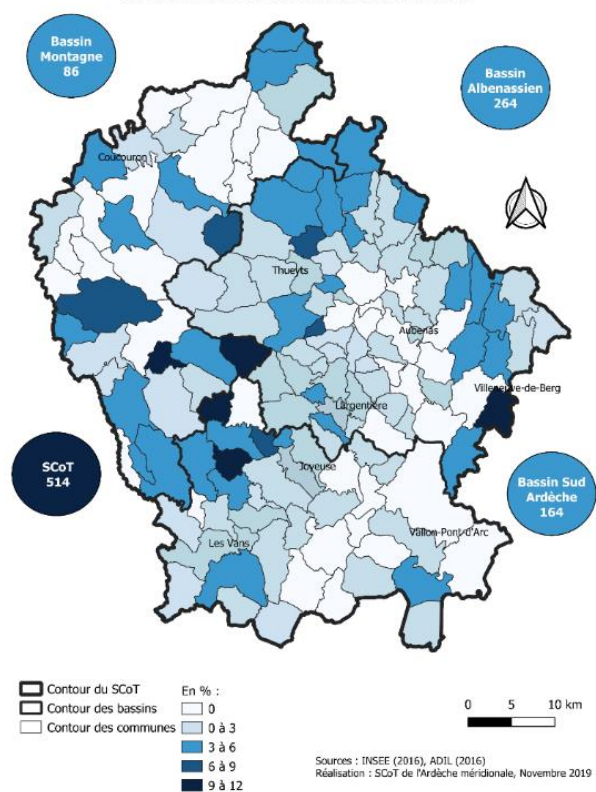 Bassin
Montagne
86
Bassin
Albenassien
264
Coucouron
Thueyts
Aubenas
Villeneuve-de-Berg
Largentière
SCoT
514
Joyeuse
Bassin Sud
Ardèche
164
Vallon-Pont-d'Arc
Les Vans
Contour du SCoT
Contour des bassins
Contour des communes
En % :
0
0 à 3
3 à 6
6 à 9
9 à 12
0 5 10 km
Sources : INSEE (2016), ADIL (2016)
Réalisation : SCoT de l'Ardèche méridionale, Novembre 2019